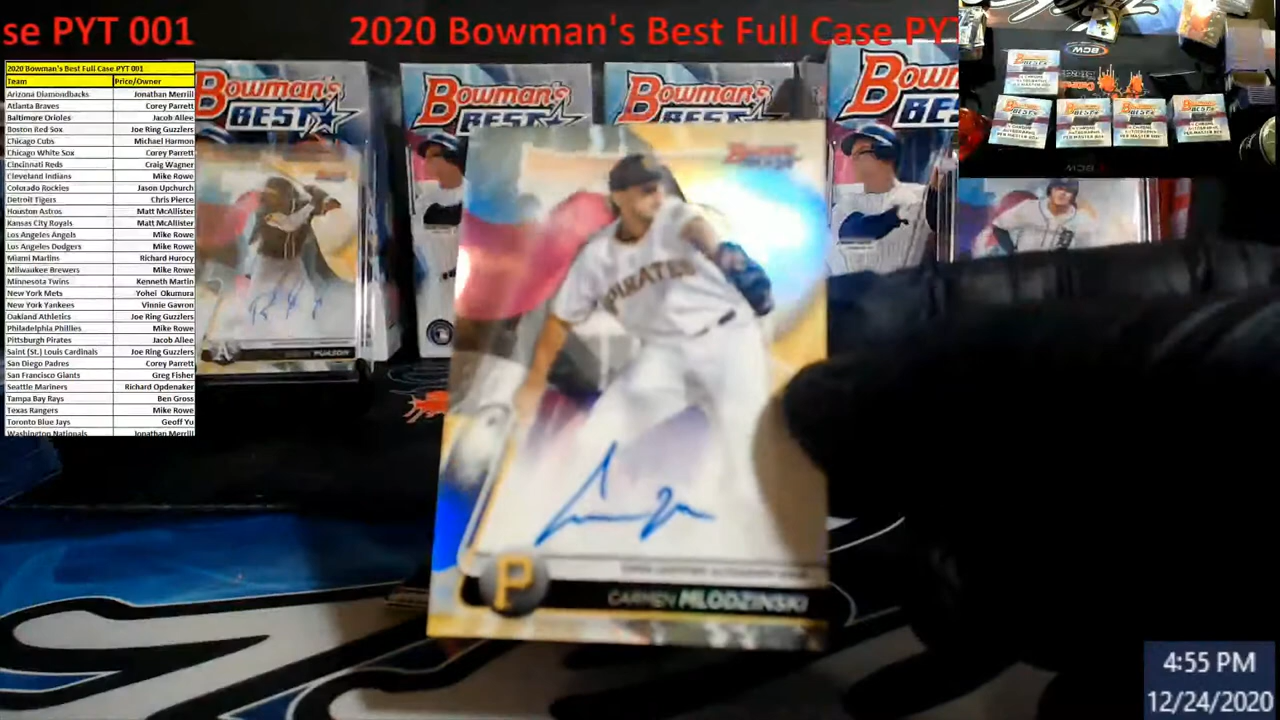 se PYT 001
2020 Bowman's Best Full Case PYT
2020 Bowman's Best Full Case PYT 001
Team Price/Owner
Arizona Diamondbacks Jonathan Merrill
Atlanta Braves Corey Parrett
Baltimore Orioles Jacob Allee
Boston Red Sox Joe Ring Guzzlers
Chicago Cubs Michael Harmon
Chicago White Sox Corey Parrett
Cincinnati Reds Craig Wagner
Cleveland Indians Mike Rowe
Colorado Rockies Jason Upchurch
Detroit Tigers Chris Pierce
Houston Astros Matt McAllister
Kansas City Royals Matt McAllister
Los Angeles Angels Mike Rowe
Los Angeles Dodgers Mike Rowe
Miami Marlins Richard Hurocy
Milwaukee Brewers Mike Rowe
Minnesota Twins Kenneth Martin
New York Mets Yohei Okumura
New York Yankees Vinnie Gavron
Oakland Athletics Joe Ring Guzzlers
Philadelphia Phillies Mike Rowe
Pittsburgh Pirates Jacob Allee
Saint (St.) Louis Cardinals Joe Ring Guzzlers
San Diego Padres Corey Parrett
San Francisco Giants Greg Fisher
Seattle Mariners Richard Opdenaker
Tampa Bay Rays Ben Gross
Texas Rangers Mike Rowe
Toronto Blue Jays Geoff Yu
Washington Nationals Jonathan Merrill
Bowman's
BEST
Bowman's
BEST
Bowman's
BEST
Bowman's
BEST
PIRATES
P
CARMEN MLODZINSKI
PUASON
BCW
4:55 PM
12/24/2020